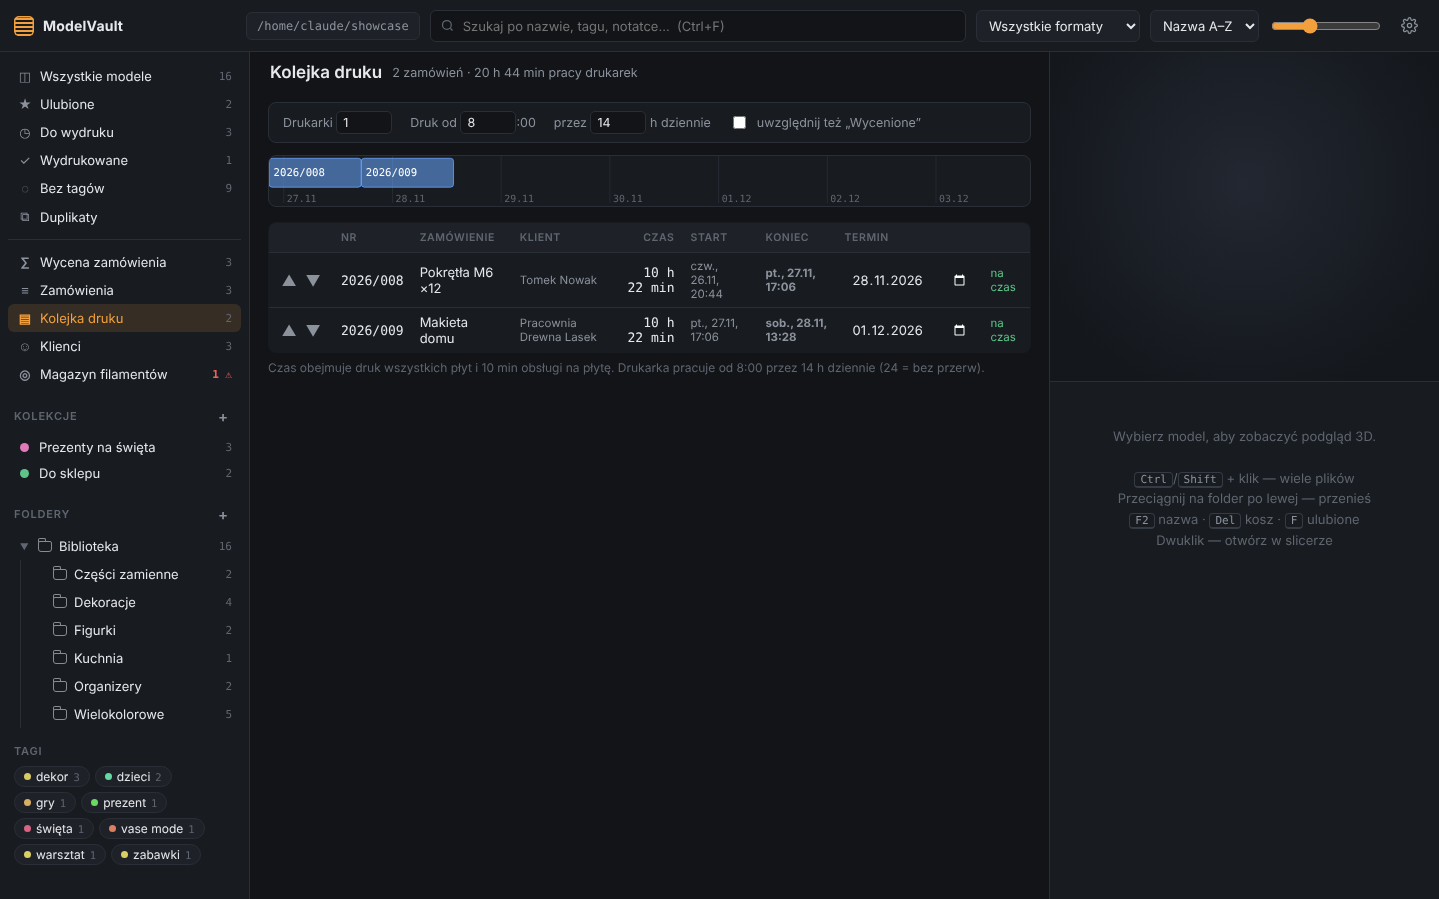 ModelVault
/home/claude/showcase
Szukaj po nazwie, tagu, notatce… (Ctrl+F)
Wszystkie formaty
Nazwa A–Z
Wszystkie modele 16
Ulubione 2
Do wydruku 3
Wydrukowane 1
Bez tagów 9
Duplikaty
Wycena zamówienia 3
Zamówienia 3
Kolejka druku 2
Klienci 3
Magazyn filamentów 1 ⚠
KOLEKCJE +
Prezenty na święta 3
Do sklepu 2
FOLDERY +
Biblioteka 16
Części zamienne 2
Dekoracje 4
Figurki 2
Kuchnia 1
Organizery 2
Wielokolorowe 5
TAGI
dekor 3 dzieci 2
gry 1 prezent 1
święta 1 vase mode 1
warsztat 1 zabawki 1
Kolejka druku 2 zamówień · 20 h 44 min pracy drukarek
Drukarki 1 Druk od 8 :00 przez 14 h dziennie uwzględnij też „Wycenione”
2026/008 2026/009
27.11 28.11 29.11 30.11 01.12 02.12 03.12
NR ZAMÓWIENIE KLIENT CZAS START KONIEC TERMIN
▲ ▼ 2026/008 Pokrętła M6 ×12 Tomek Nowak 10 h 22 min czw., 26.11, 20:44 pt., 27.11, 17:06 28.11.2026 na czas
▲ ▼ 2026/009 Makieta domu Pracownia Drewna Lasek 10 h 22 min pt., 27.11, 17:06 sob., 28.11, 13:28 01.12.2026 na czas
Czas obejmuje druk wszystkich płyt i 10 min obsługi na płytę. Drukarka pracuje od 8:00 przez 14 h dziennie (24 = bez przerw).
Wybierz model, aby zobaczyć podgląd 3D.
Ctrl/Shift + klik — wiele plików
Przeciągnij na folder po lewej — przenieś
F2 nazwa · Del kosz · F ulubione
Dwuklik — otwórz w slicerze